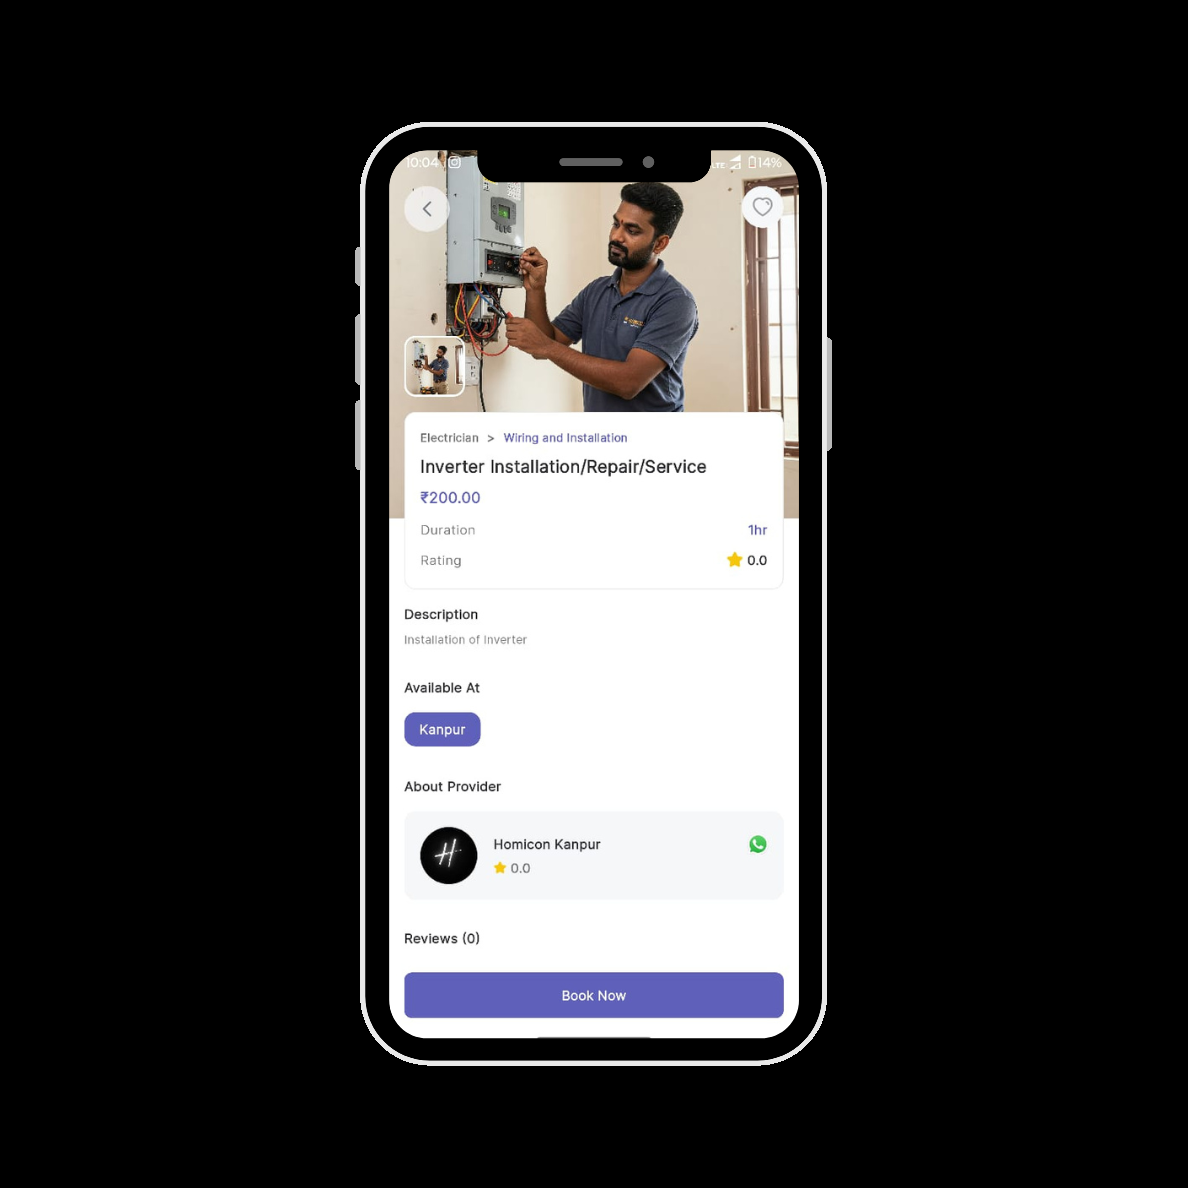 10:04
LTE 14%
Electrician > Wiring and Installation
Inverter Installation/Repair/Service
₹200.00
Duration 1hr
Rating 0.0
Description
Installation of Inverter
Available At
Kanpur
About Provider
H
Homicon Kanpur
0.0
Reviews (0)
Book Now